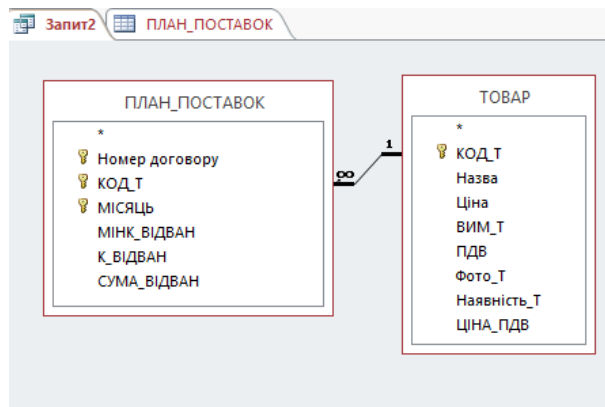 Запит2
ПЛАН_ПОСТАВОК
ПЛАН_ПОСТАВОК
*
Номер договору
КОД_Т
МІСЯЦЬ
МІНК_ВІДВАН
К_ВІДВАН
СУМА_ВІДВАН
∞
1
ТОВАР
*
КОД_Т
Назва
Ціна
ВИМ_Т
ПДВ
Фото_Т
Наявність_Т
ЦІНА_ПДВ